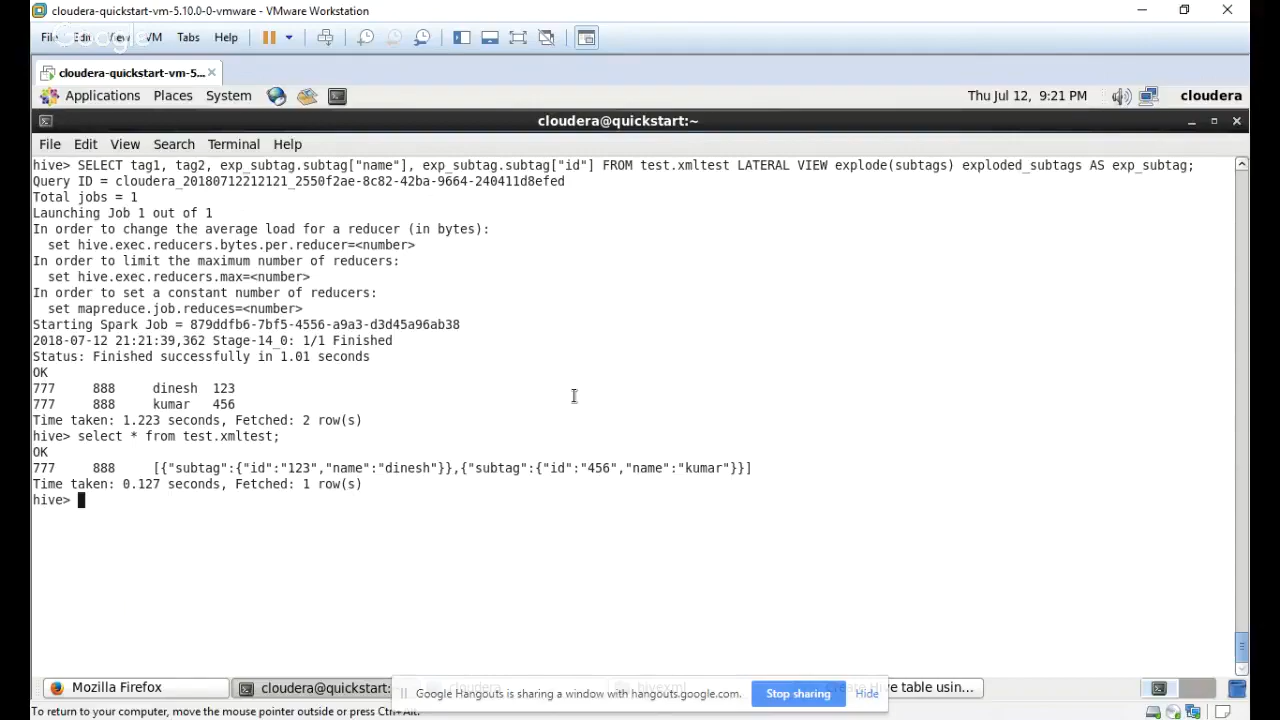 cloudera-quickstart-vm-5.10.0-0-vmware - VMware Workstation
File Edit View VM Tabs Help
Google
cloudera-quickstart-vm-5...
Applications Places System Thu Jul 12, 9:21 PM cloudera
cloudera@quickstart:~
File Edit View Search Terminal Help
hive> SELECT tag1, tag2, exp_subtag.subtag["name"], exp_subtag.subtag["id"] FROM test.xmltest LATERAL VIEW explode(subtags) exploded_subtags AS exp_subtag;
Query ID = cloudera_20180712212121_2550f2ae-8c82-42ba-9664-240411d8efed
Total jobs = 1
Launching Job 1 out of 1
In order to change the average load for a reducer (in bytes):
set hive.exec.reducers.bytes.per.reducer=<number>
In order to limit the maximum number of reducers:
set hive.exec.reducers.max=<number>
In order to set a constant number of reducers:
set mapreduce.job.reduces=<number>
Starting Spark Job = 879ddfb6-7bf5-4556-a9a3-d3d45a96ab38
2018-07-12 21:21:39,362 Stage-14_0: 1/1 Finished
Status: Finished successfully in 1.01 seconds
OK
777 888 dinesh 123
777 888 kumar 456
Time taken: 1.223 seconds, Fetched: 2 row(s)
hive> select * from test.xmltest;
OK
777 888 [{"subtag":{"id":"123","name":"dinesh"}},{"subtag":{"id":"456","name":"kumar"}}]
Time taken: 0.127 seconds, Fetched: 1 row(s)
hive>
Mozilla Firefox cloudera@quickstart: cloudera hivexml Create Hive table usin...
Google Hangouts is sharing a window with hangouts.google.com. Stop sharing Hide
To return to your computer, move the mouse pointer outside or press Ctrl+Alt.